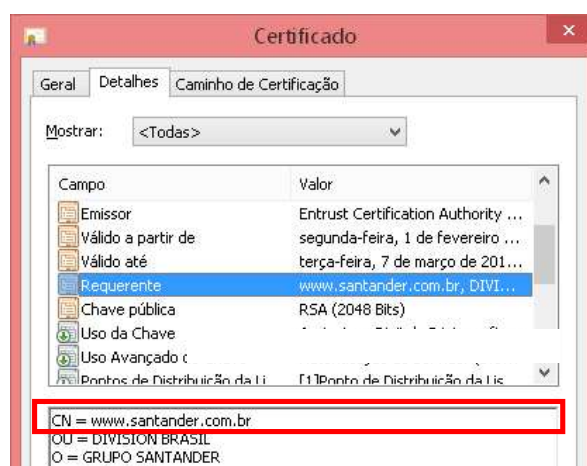 Certificado
Geral Detalhes Caminho de Certificação
Mostrar: <Todas>
Campo Valor
Emissor Entrust Certification Authority ...
Válido a partir de segunda-feira, 1 de fevereiro ...
Válido até terça-feira, 7 de março de 201...
Requerente www.santander.com.br, DIVI...
Chave pública RSA (2048 Bits)
Uso da Chave
Uso Avançado
Pontos de Distribuição da Li... [1]Ponto de Distribuição da Lis...
CN = www.santander.com.br
OU = DIVISION BRASIL
O = GRUPO SANTANDER